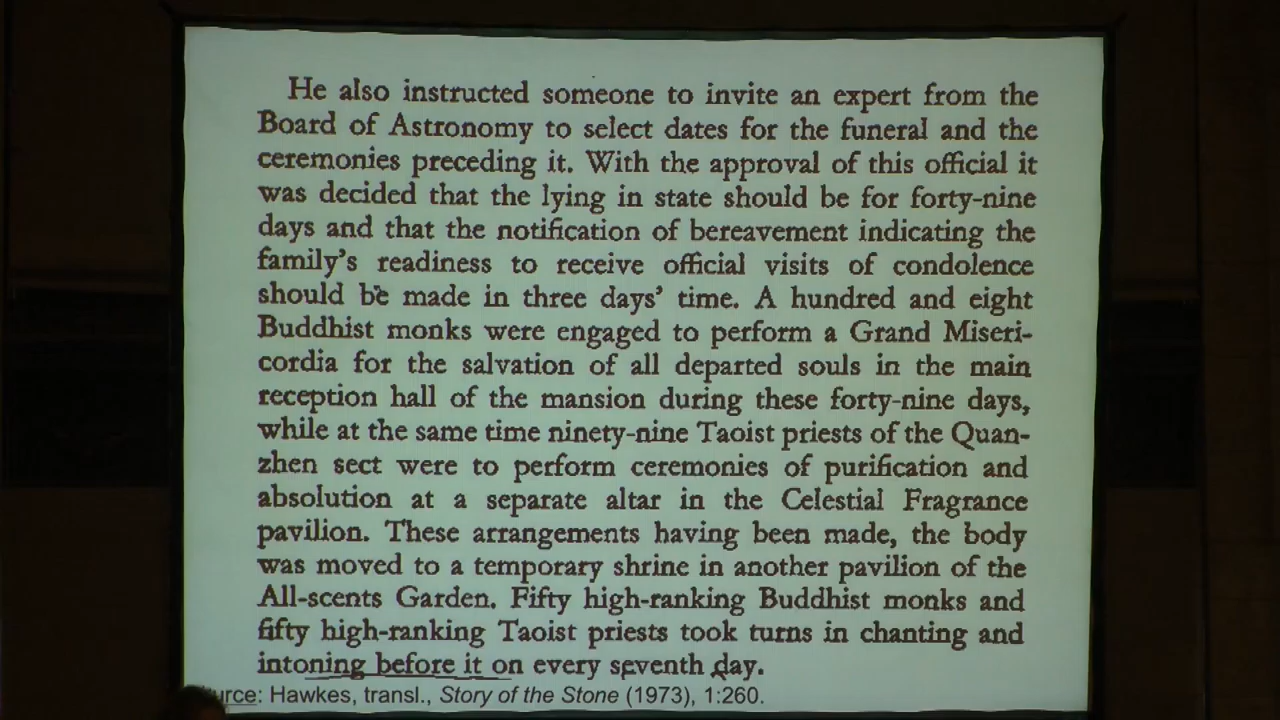 He also instructed someone to invite an expert from the
Board of Astronomy to select dates for the funeral and the
ceremonies preceding it. With the approval of this official it
was decided that the lying in state should be for forty-nine
days and that the notification of bereavement indicating the
family's readiness to receive official visits of condolence
should be made in three days' time. A hundred and eight
Buddhist monks were engaged to perform a Grand Miseri-
cordia for the salvation of all departed souls in the main
reception hall of the mansion during these forty-nine days,
while at the same time ninety-nine Taoist priests of the Quan-
zhen sect were to perform ceremonies of purification and
absolution at a separate altar in the Celestial Fragrance
pavilion. These arrangements having been made, the body
was moved to a temporary shrine in another pavilion of the
All-scents Garden. Fifty high-ranking Buddhist monks and
fifty high-ranking Taoist priests took turns in chanting and
intoning before it on every seventh day.
urce: Hawkes, transl., Story of the Stone (1973), 1:260.